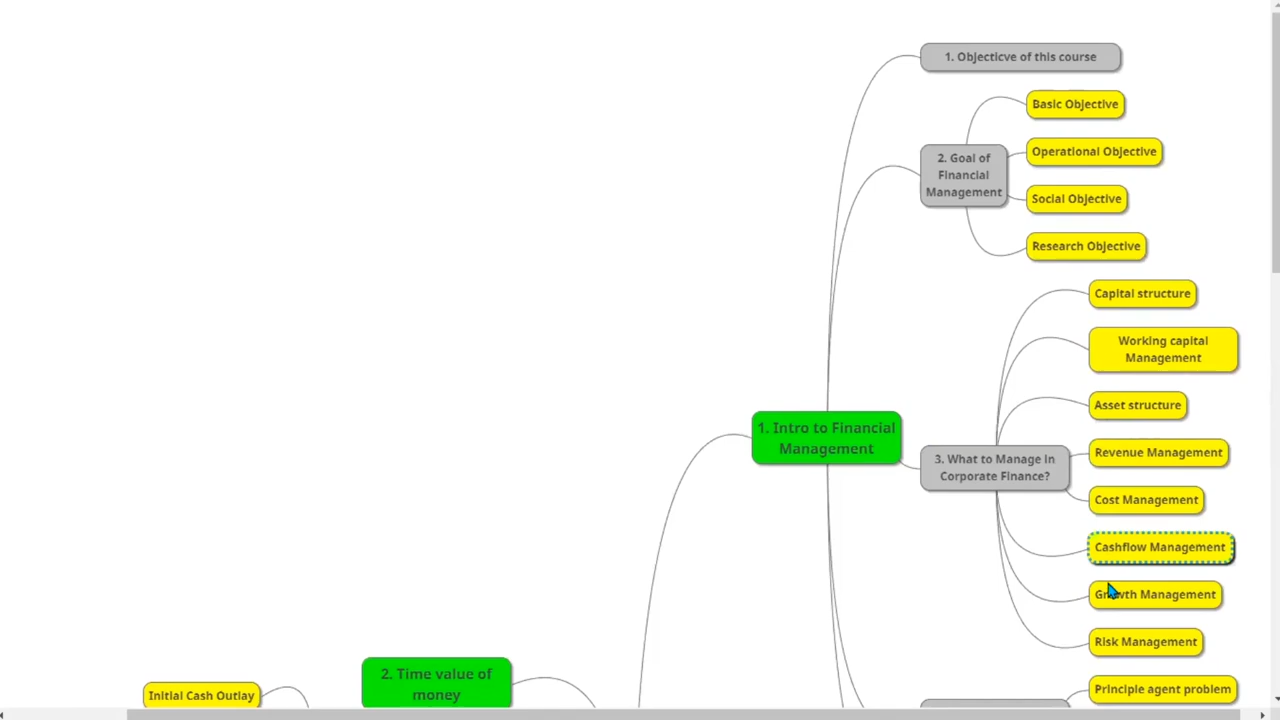 1. Objecticve of this course
Basic Objective
2. Goal of
Financial
Management
Operational Objective
Social Objective
Research Objective
Capital structure
Working capital
Management
Asset structure
1. Intro to Financial
Management
3. What to Manage in
Corporate Finance?
Revenue Management
Cost Management
Cashflow Management
Growth Management
Risk Management
Principle agent problem
2. Time value of
money
Initial Cash Outlay